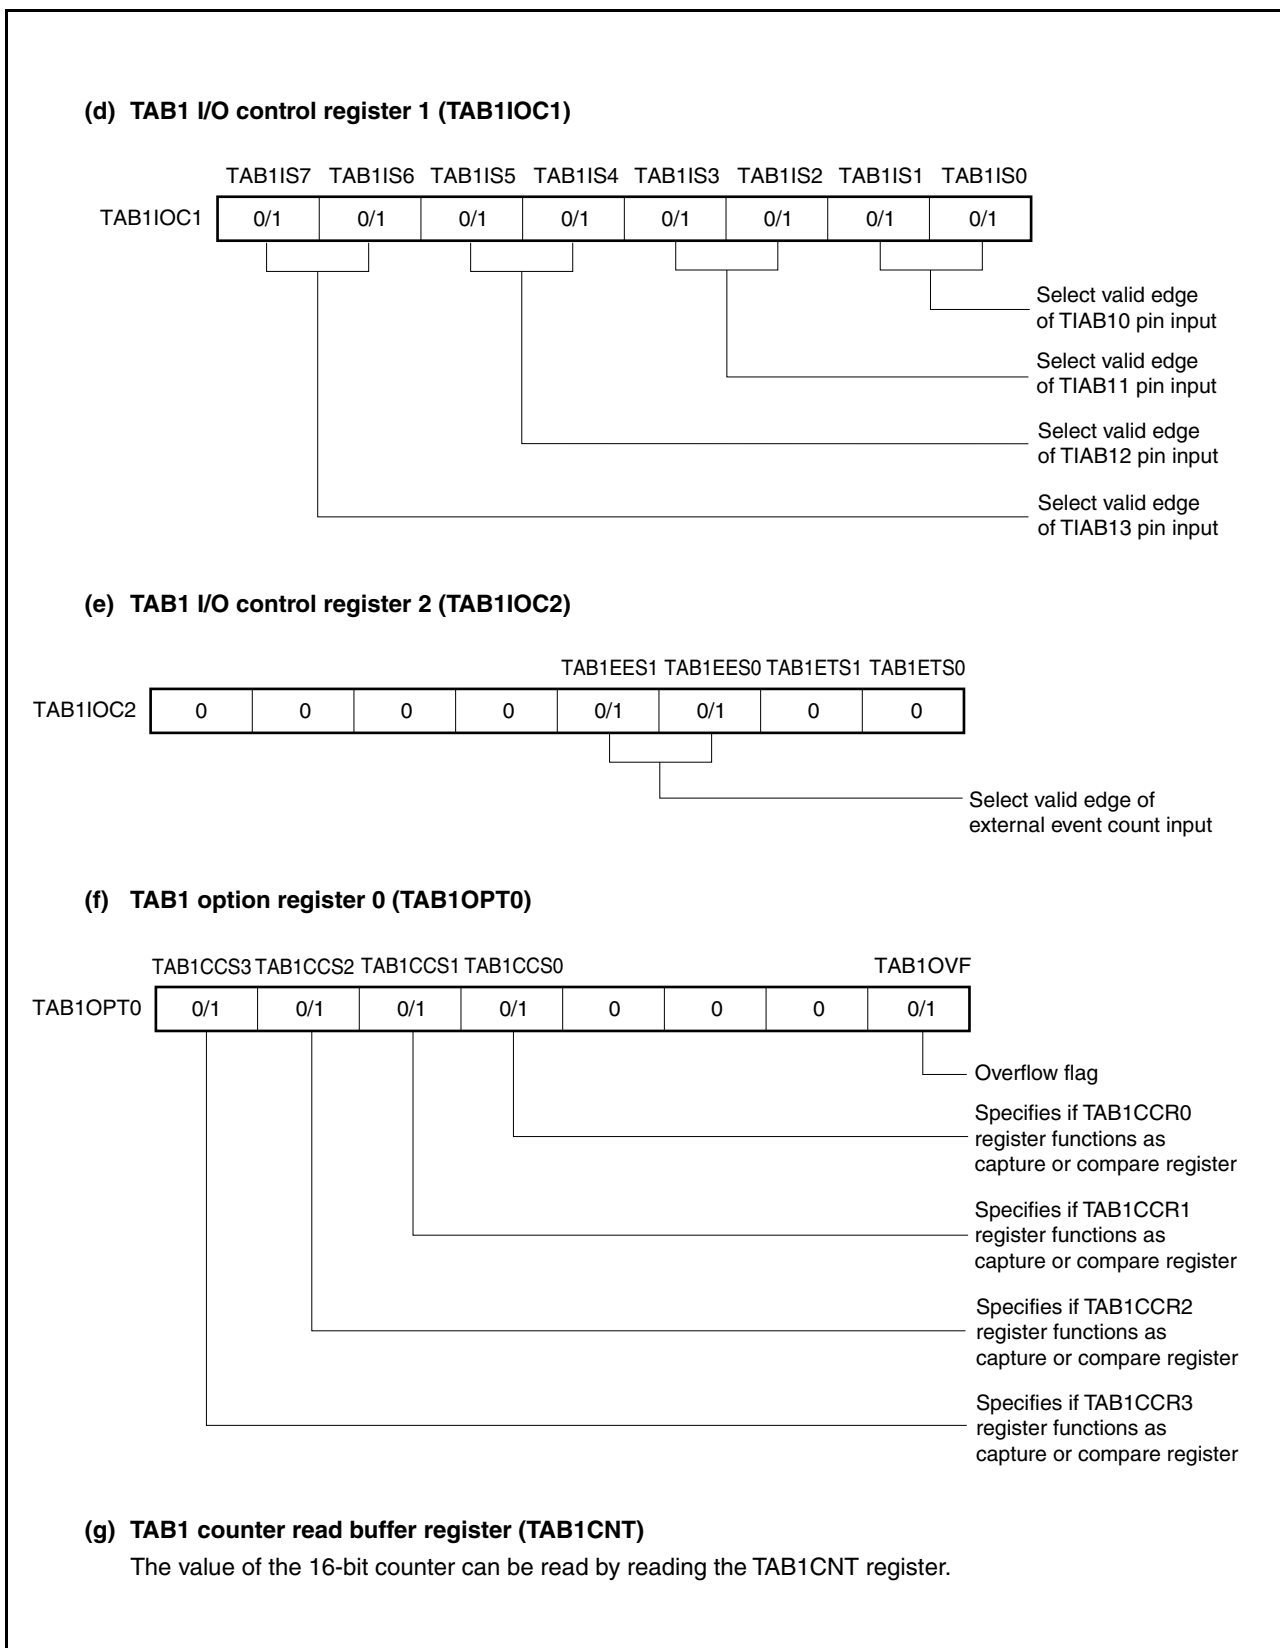 (d) TAB1 I/O control register 1 (TAB1IOC1)
TAB1IS7 TAB1IS6 TAB1IS5 TAB1IS4 TAB1IS3 TAB1IS2 TAB1IS1 TAB1IS0
TAB1IOC1 0/1 0/1 0/1 0/1 0/1 0/1 0/1 0/1
Select valid edge
of TIAB10 pin input
Select valid edge
of TIAB11 pin input
Select valid edge
of TIAB12 pin input
Select valid edge
of TIAB13 pin input
(e) TAB1 I/O control register 2 (TAB1IOC2)
TAB1EES1 TAB1EES0 TAB1ETS1 TAB1ETS0
TAB1IOC2 0 0 0 0 0/1 0/1 0 0
Select valid edge of
external event count input
(f) TAB1 option register 0 (TAB1OPT0)
TAB1CCS3 TAB1CCS2 TAB1CCS1 TAB1CCS0 TAB1OVF
TAB1OPT0 0/1 0/1 0/1 0/1 0 0 0 0/1
Overflow flag
Specifies if TAB1CCR0
register functions as
capture or compare register
Specifies if TAB1CCR1
register functions as
capture or compare register
Specifies if TAB1CCR2
register functions as
capture or compare register
Specifies if TAB1CCR3
register functions as
capture or compare register
(g) TAB1 counter read buffer register (TAB1CNT)
The value of the 16-bit counter can be read by reading the TAB1CNT register.